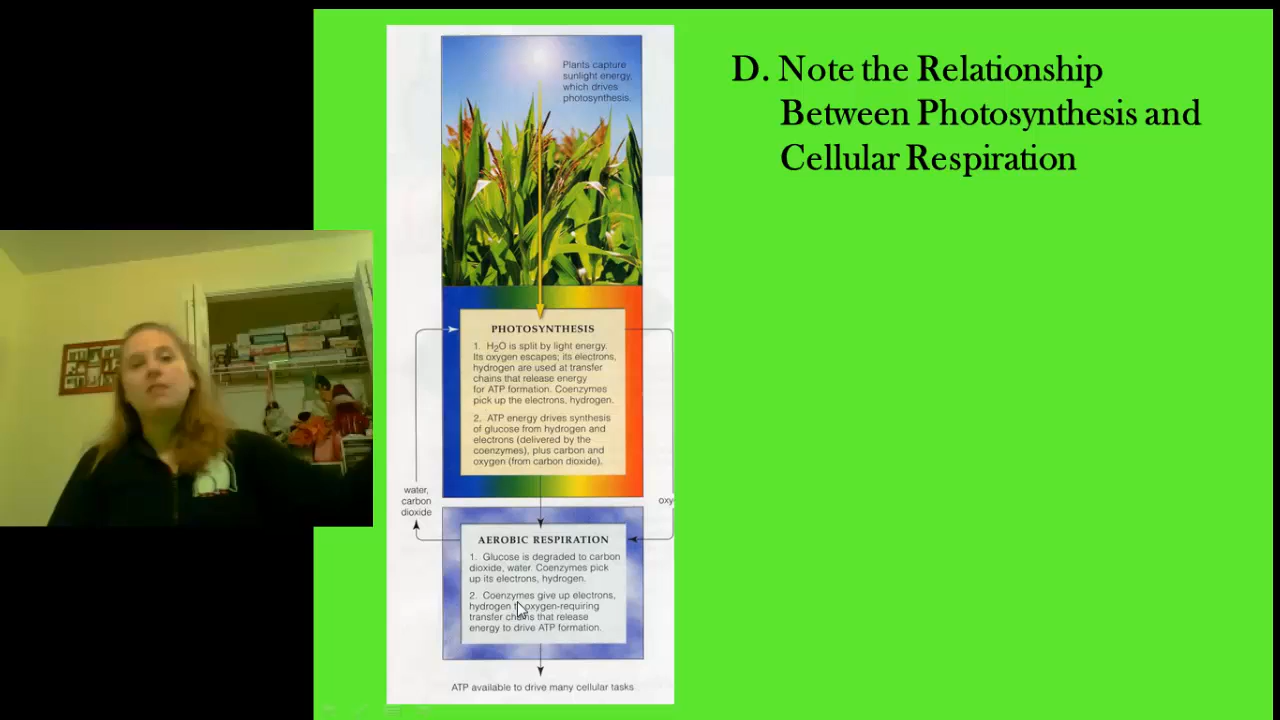 D. Note the Relationship
Between Photosynthesis and
Cellular Respiration
Plants capture
sunlight energy,
which drives
photosynthesis.
PHOTOSYNTHESIS
1. H2O is split by light energy.
Its oxygen escapes; its electrons,
hydrogen are used at transfer
chains that release energy
for ATP formation. Coenzymes
pick up the electrons, hydrogen.
2. ATP energy drives synthesis
of glucose from hydrogen and
electrons (delivered by the
coenzymes), plus carbon and
oxygen (from carbon dioxide).
water,
carbon
dioxide
oxy
AEROBIC RESPIRATION
1. Glucose is degraded to carbon
dioxide, water. Coenzymes pick
up its electrons, hydrogen.
2. Coenzymes give up electrons,
hydrogen oxygen-requiring
transfer chains that release
energy to drive ATP formation.
ATP available to drive many cellular tasks